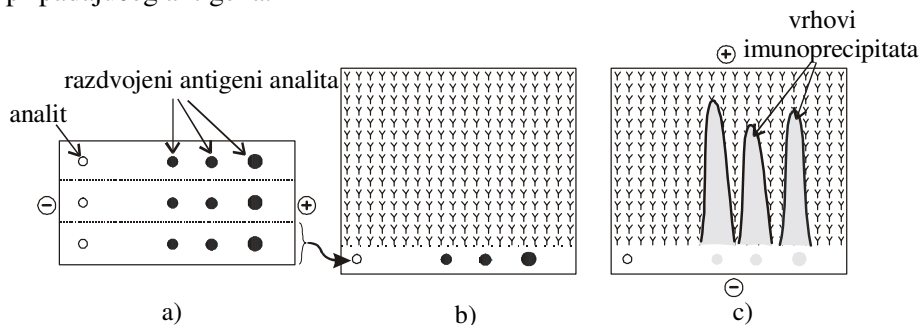 vrhovi
imunoprecipitata
razdvojeni antigeni analita
analit
a)
b)
c)